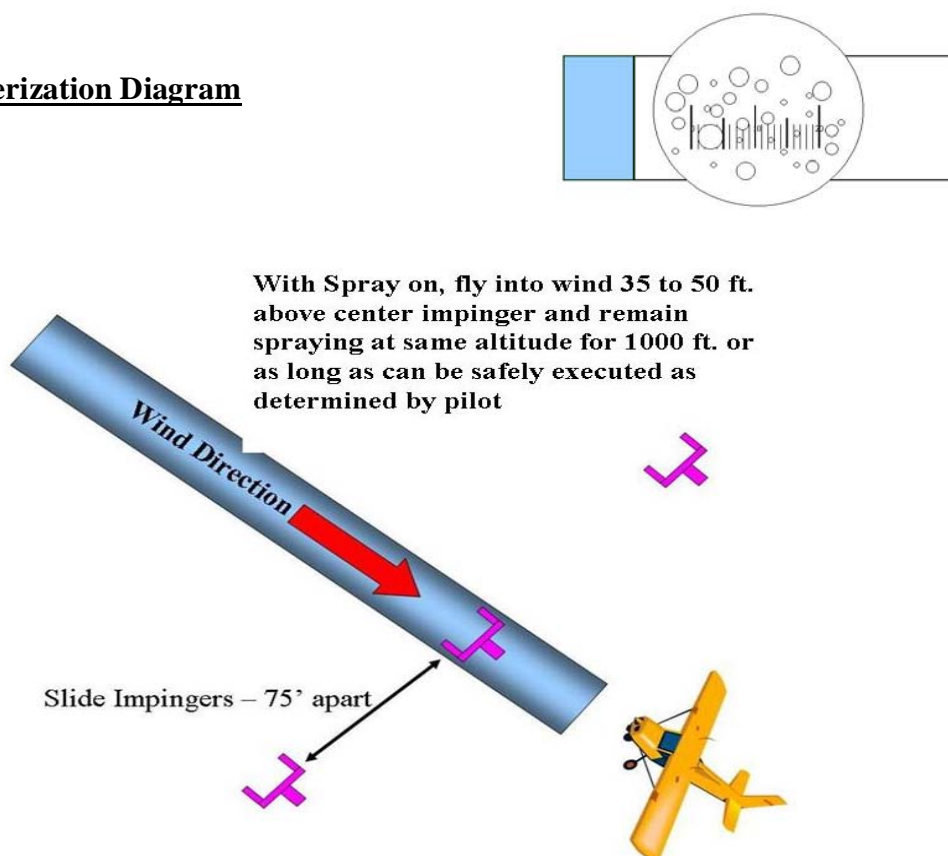 erization Diagram
With Spray on, fly into wind 35 to 50 ft.
above center impinger and remain
spraying at same altitude for 1000 ft. or
as long as can be safely executed as
determined by pilot
Wind Direction
Slide Impingers – 75’ apart